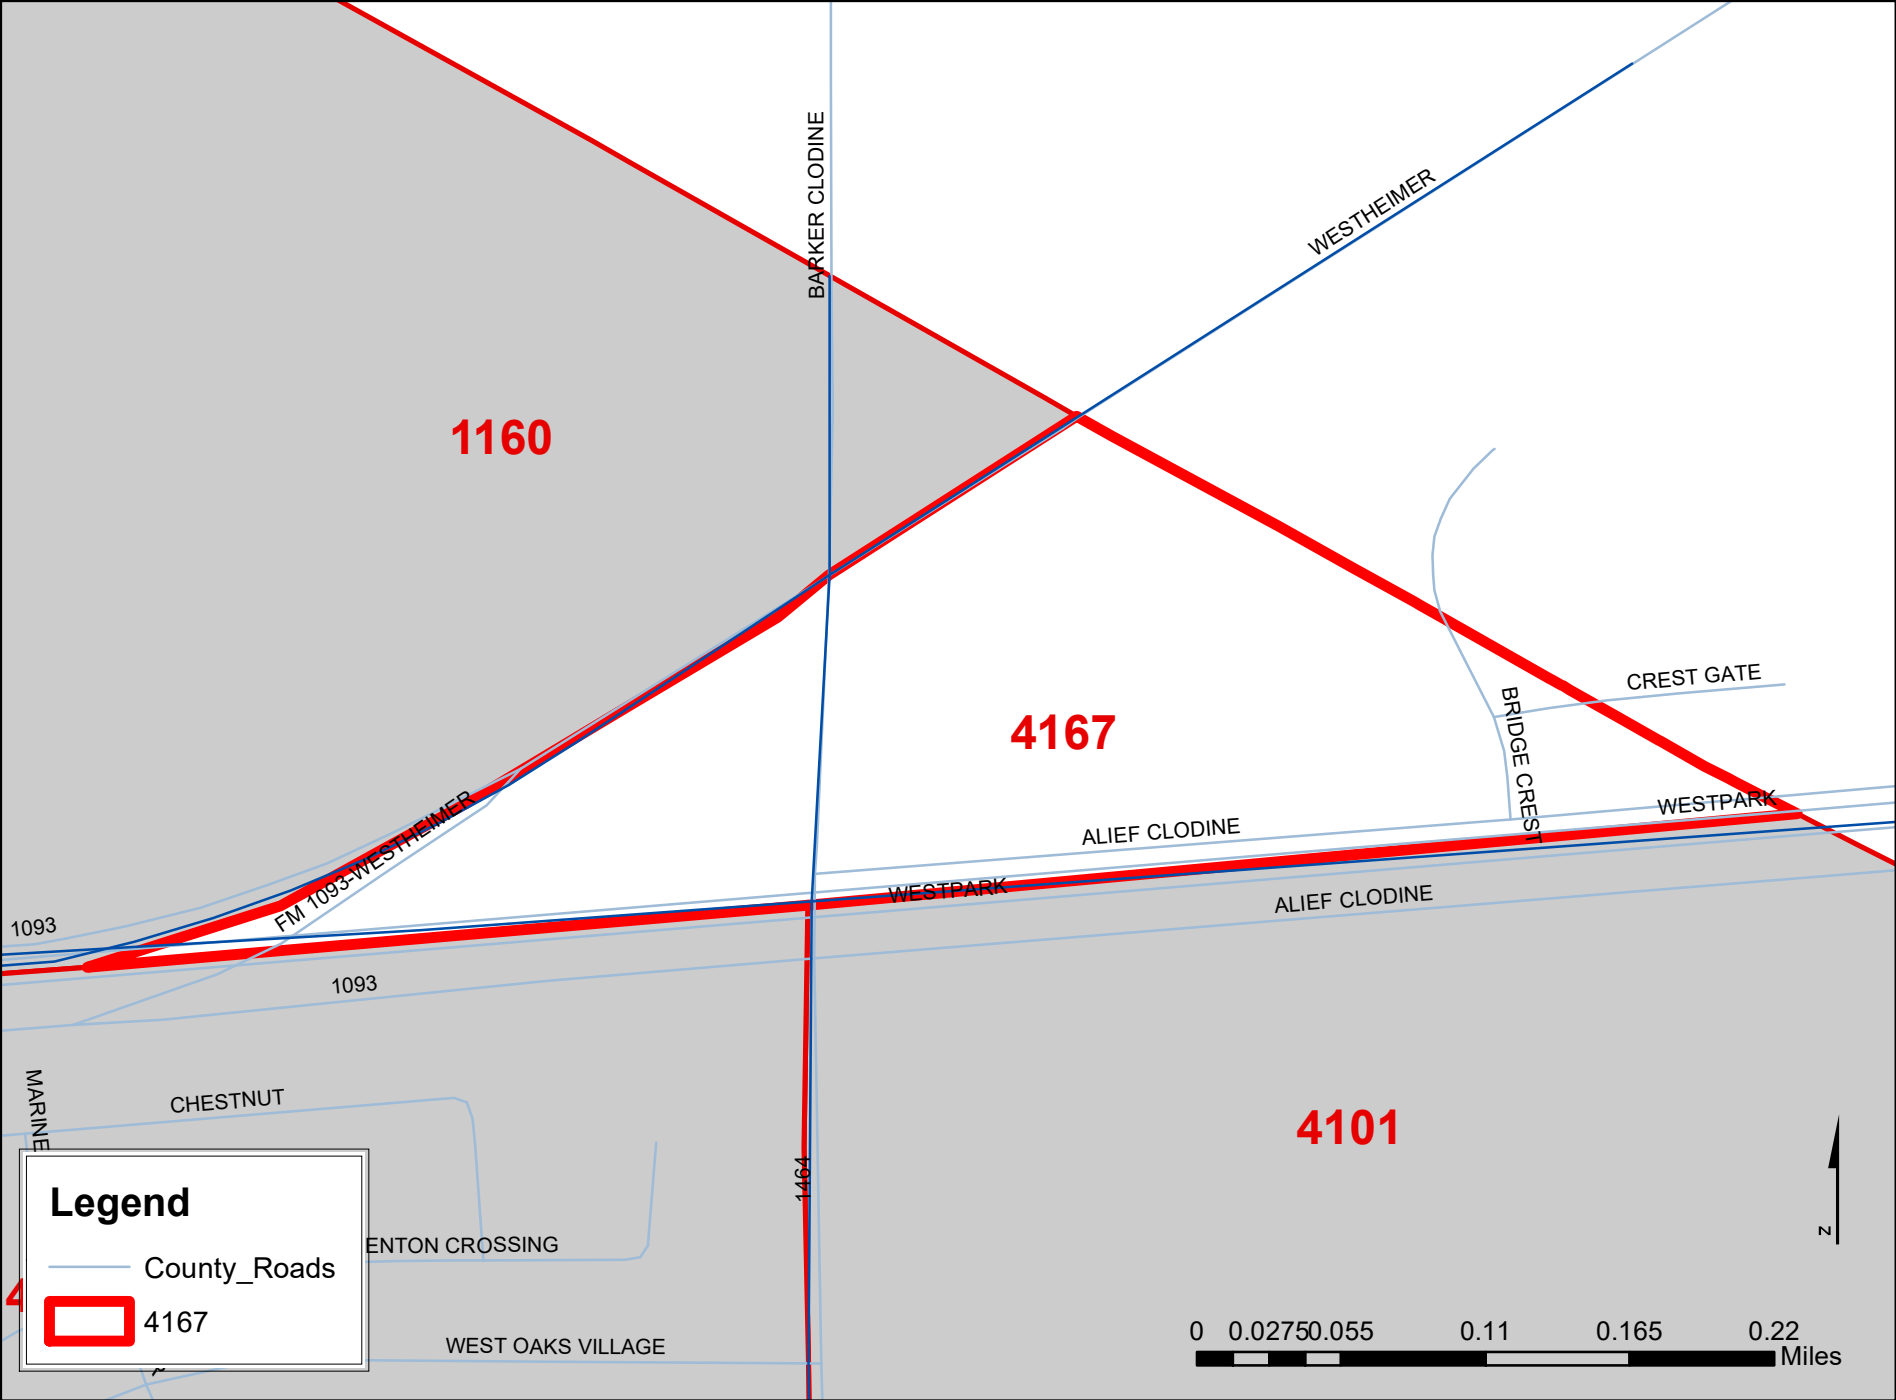 BARKER CLODINE
WESTHEIMER
1160
CREST GATE
4167
BRIDGE CREST
WESTPARK
ALIEF CLODINE
FM 1093-WESTHEIMER
WESTPARK
ALIEF CLODINE
1093
1093
MARINE
CHESTNUT
4101
1464
Legend
County_Roads
4167
ENTON CROSSING
4
WEST OAKS VILLAGE
z
0 0.0275 0.055 0.11 0.165 0.22
Miles